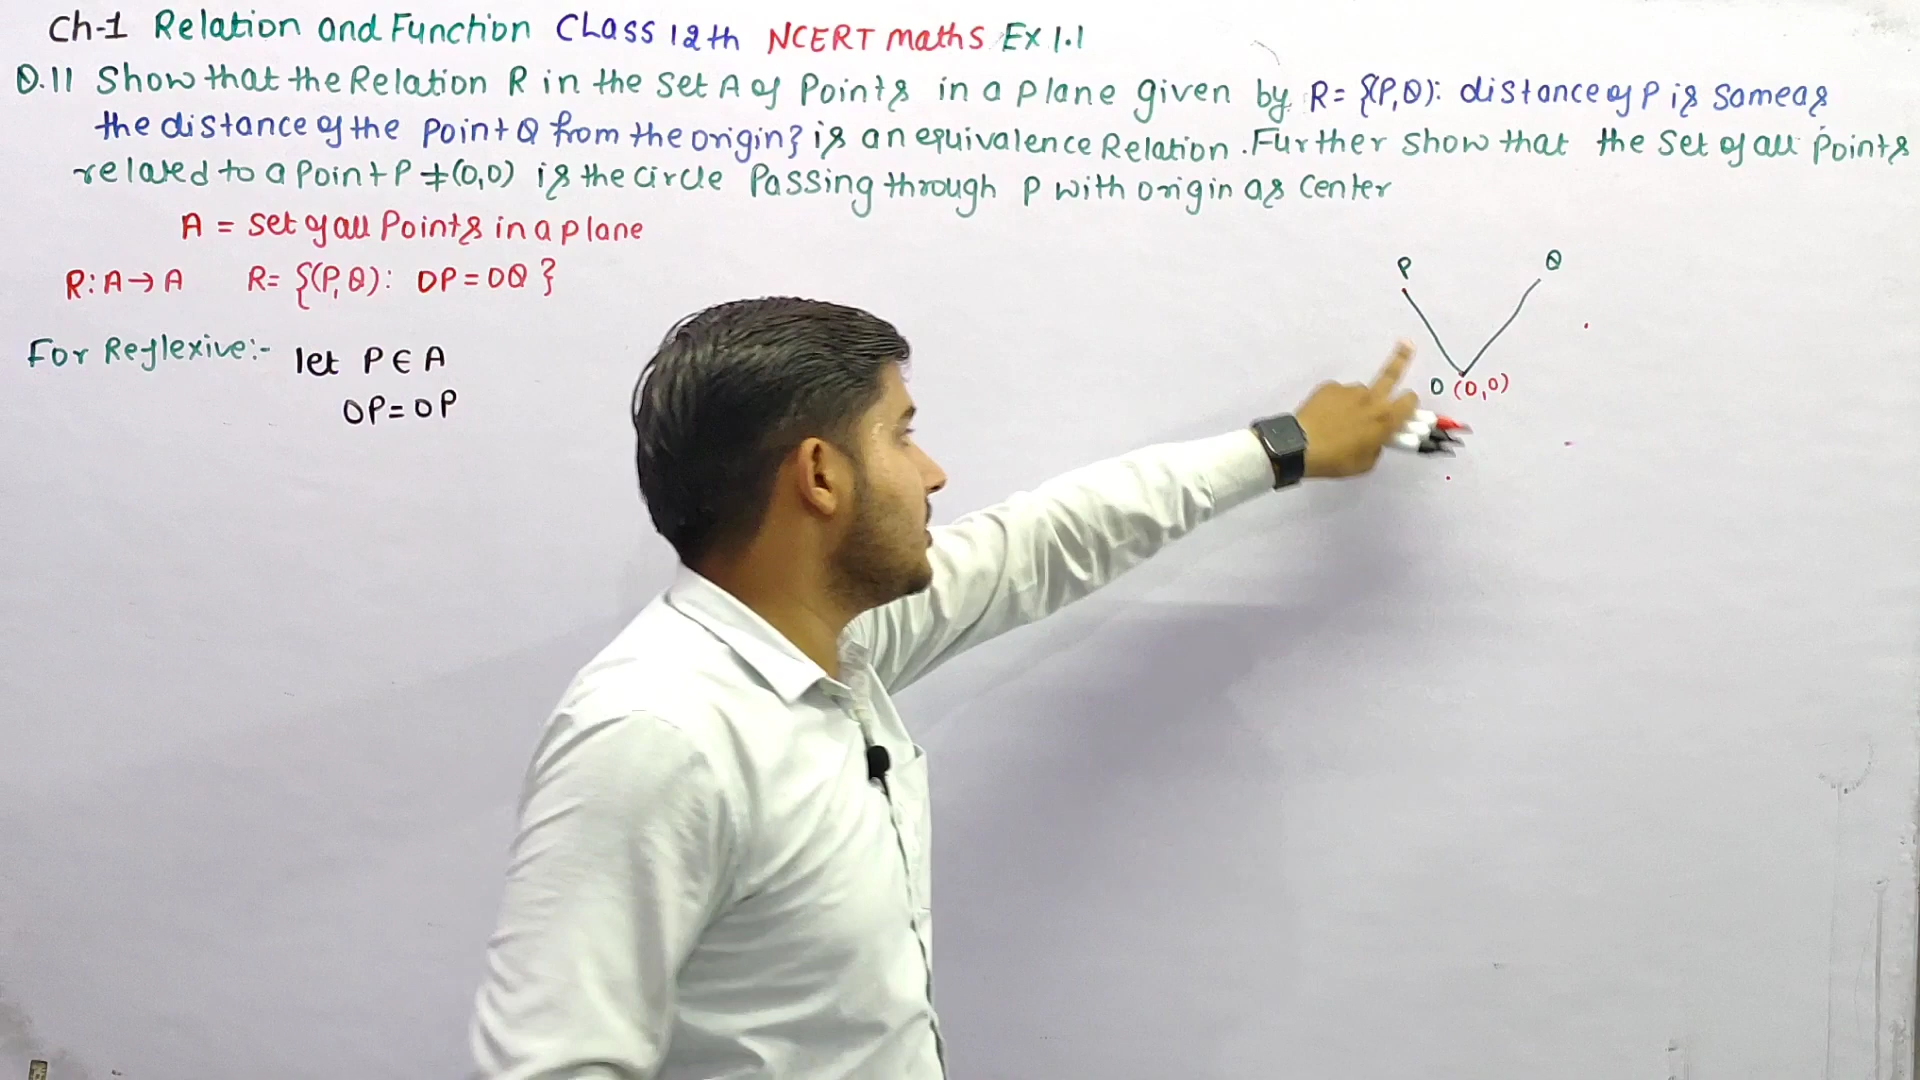 Ch-1 Relation and Function Class 12th NCERT maths Ex 1.1
Q.11 Show that the Relation R in the set A of Points in a plane given by R= {(P,Q): distance of P is same as
the distance of the point Q from the origin} is an equivalence Relation. Further show that the set of all Points
related to a point P ≠ (0,0) is the circle Passing through P with origin as center
A = set of all Points in a plane
R: A→A R= {(P,Q): OP=OQ}
P Q
For Reflexive:- let P∈A
OP=OP
O (0,0)